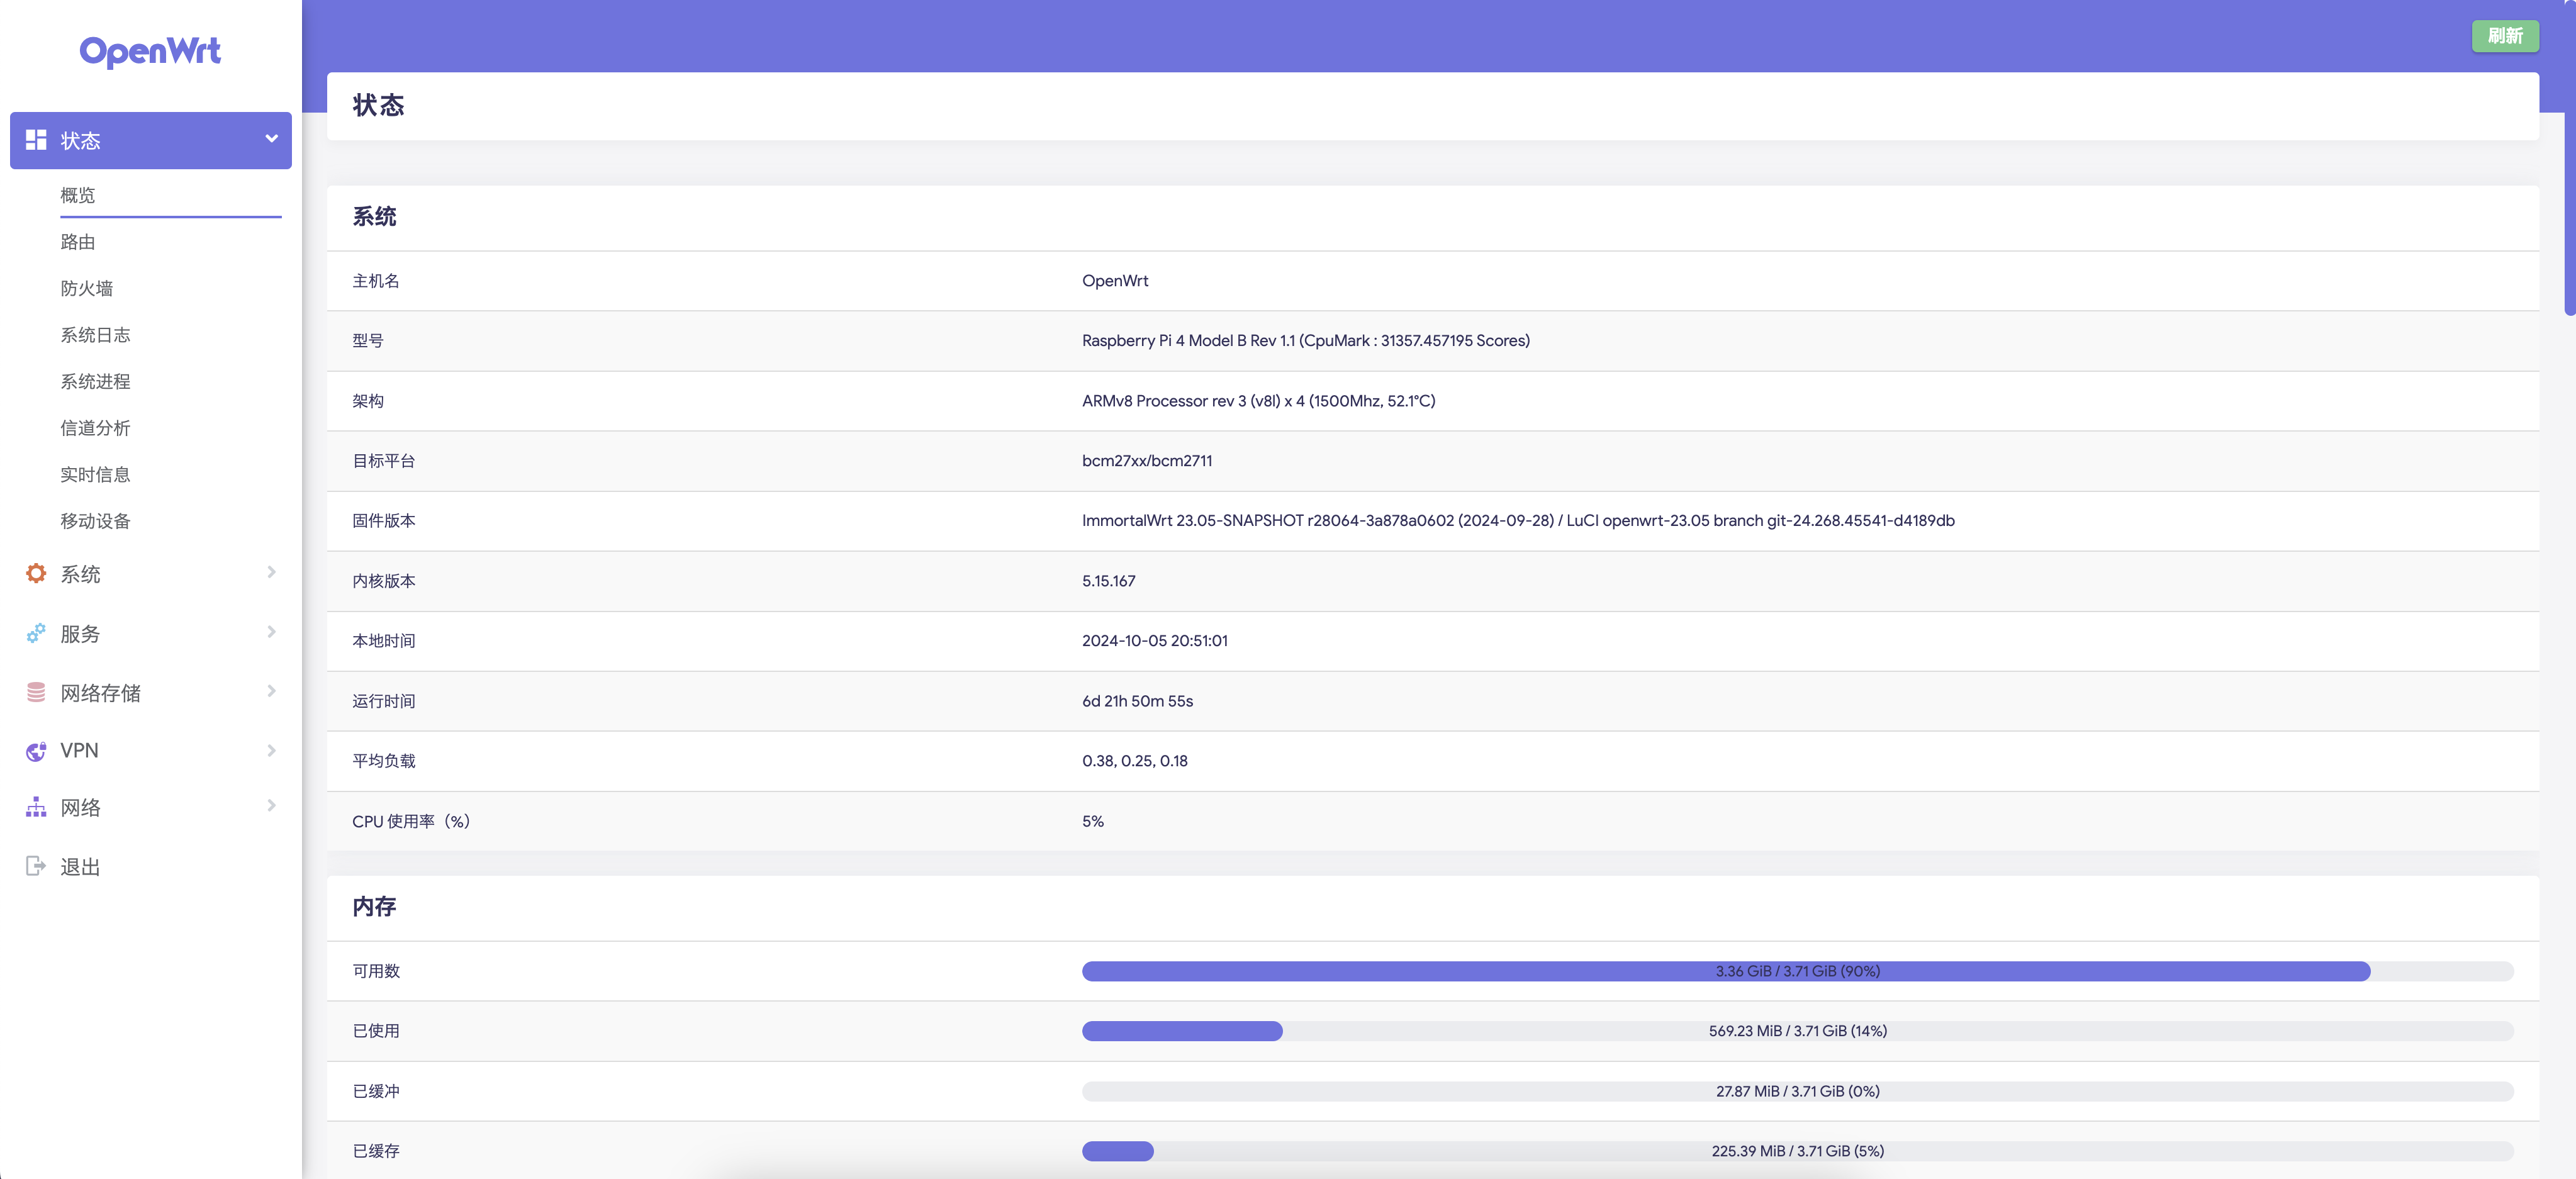 OpenWrt
状态
概览
路由
防火墙
系统日志
系统进程
信道分析
实时信息
移动设备
系统
服务
网络存储
VPN
网络
退出
刷新
状态
系统
主机名 OpenWrt
型号 Raspberry Pi 4 Model B Rev 1.1 (CpuMark : 31357.457195 Scores)
架构 ARMv8 Processor rev 3 (v8l) x 4 (1500Mhz, 52.1°C)
目标平台 bcm27xx/bcm2711
固件版本 ImmortalWrt 23.05-SNAPSHOT r28064-3a878a0602 (2024-09-28) / LuCI openwrt-23.05 branch git-24.268.45541-d4189db
内核版本 5.15.167
本地时间 2024-10-05 20:51:01
运行时间 6d 21h 50m 55s
平均负载 0.38, 0.25, 0.18
CPU 使用率（%） 5%
内存
可用数 3.36 GiB / 3.71 GiB (90%)
已使用 569.23 MiB / 3.71 GiB (14%)
已缓冲 27.87 MiB / 3.71 GiB (0%)
已缓存 225.39 MiB / 3.71 GiB (5%)